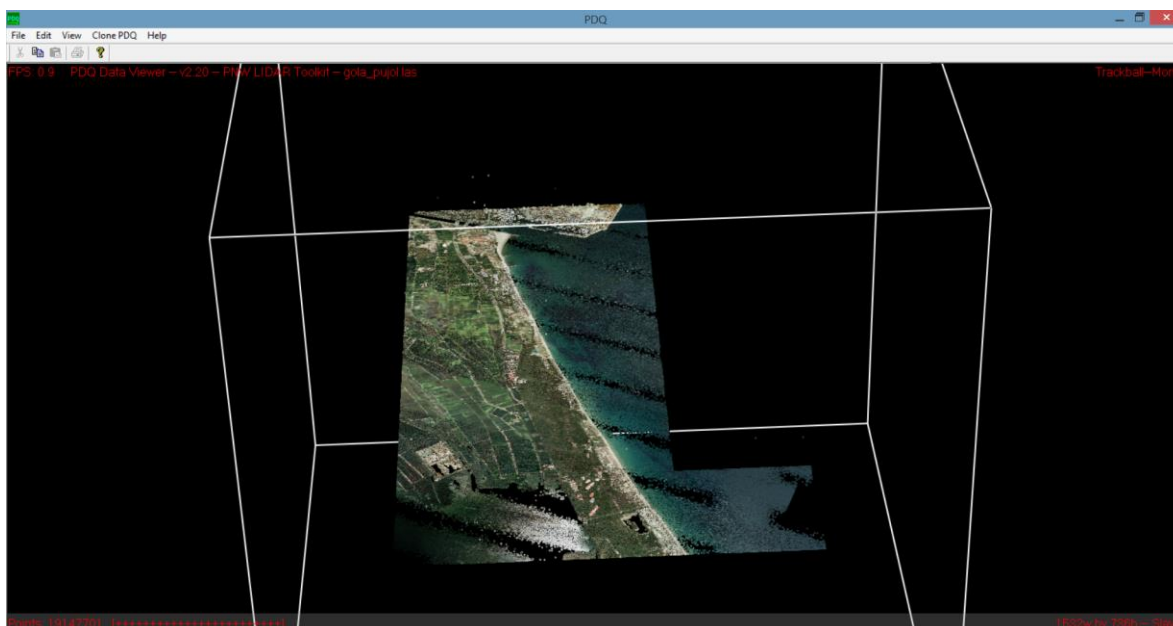 PDQ
File Edit View Clone PDQ Help
FPS: 0.9 PDQ Data Viewer – v2.20 – PNW LIDAR Toolkit – gola_pujol.las
Trackball--Mon